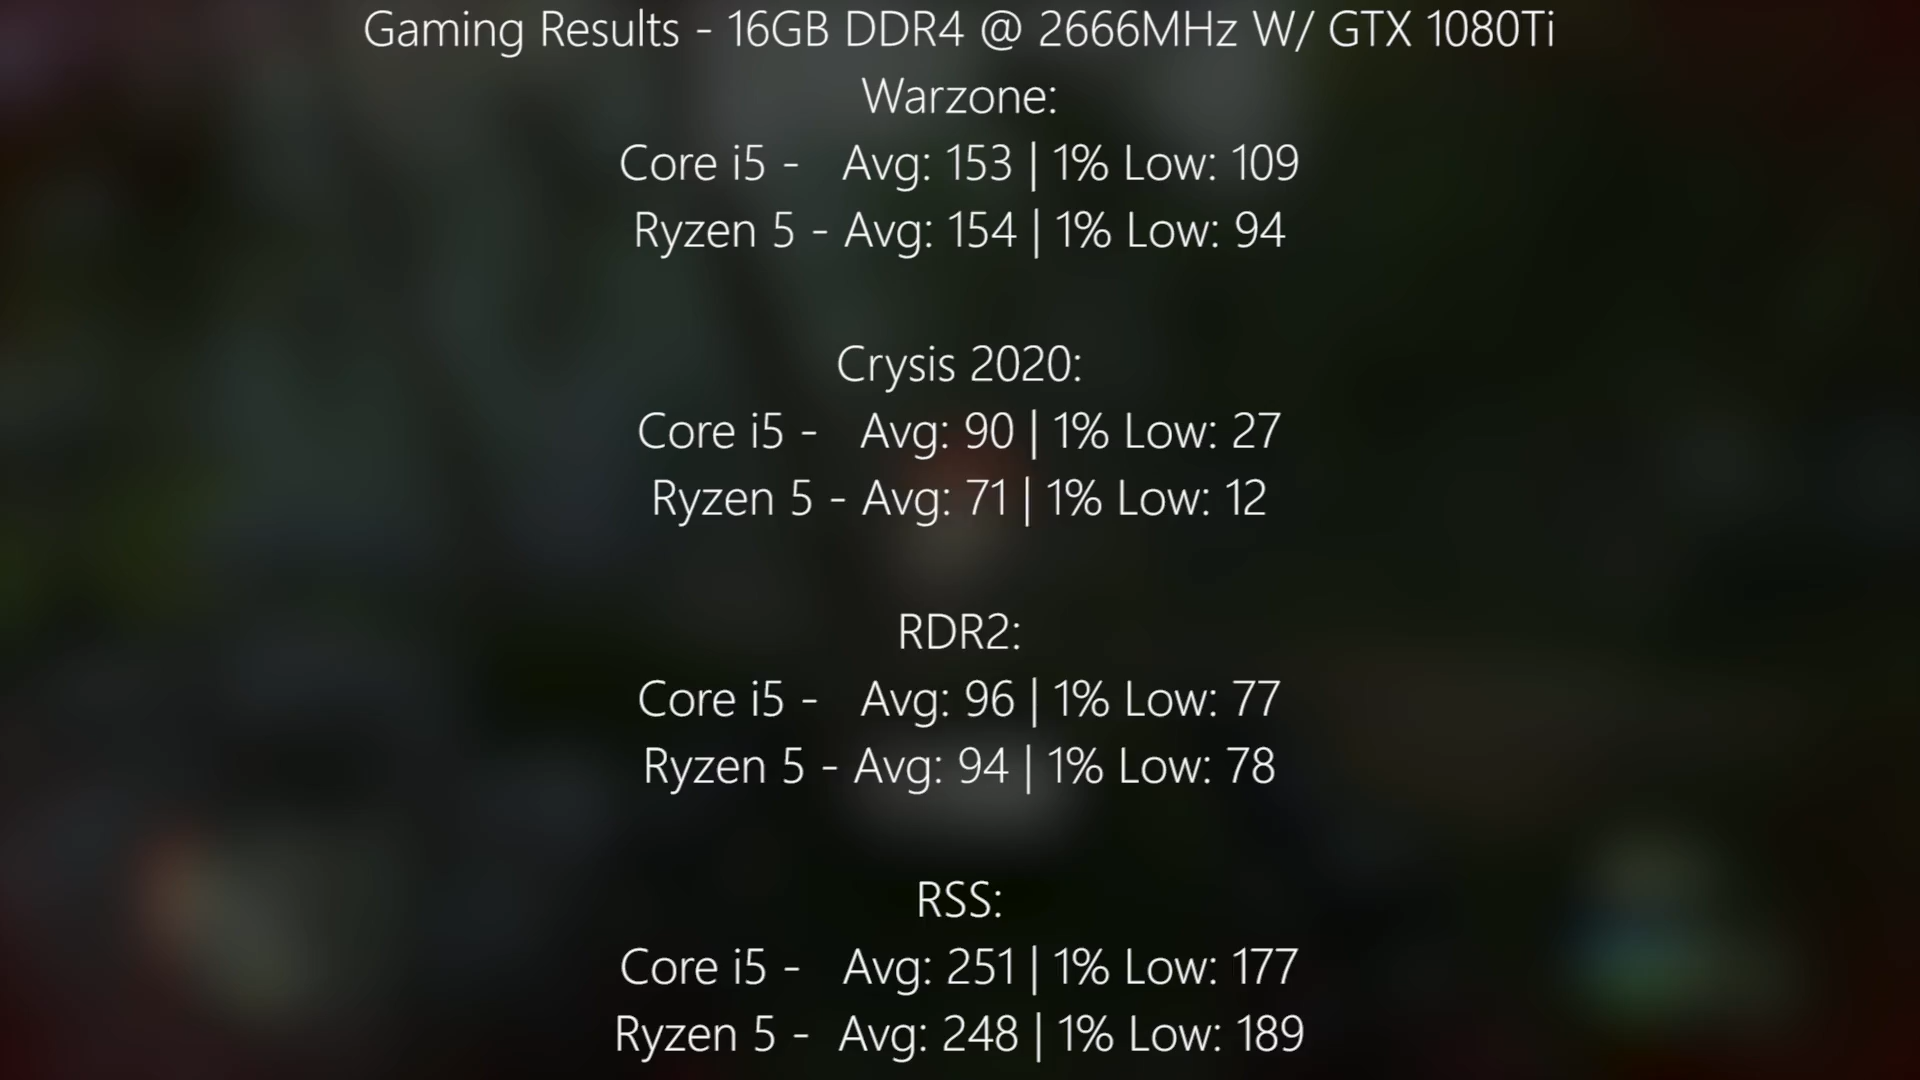 Gaming Results - 16GB DDR4 @ 2666MHz W/ GTX 1080Ti
Warzone:
Core i5 - Avg: 153 | 1% Low: 109
Ryzen 5 - Avg: 154 | 1% Low: 94
Crysis 2020:
Core i5 - Avg: 90 | 1% Low: 27
Ryzen 5 - Avg: 71 | 1% Low: 12
RDR2:
Core i5 - Avg: 96 | 1% Low: 77
Ryzen 5 - Avg: 94 | 1% Low: 78
RSS:
Core i5 - Avg: 251 | 1% Low: 177
Ryzen 5 - Avg: 248 | 1% Low: 189